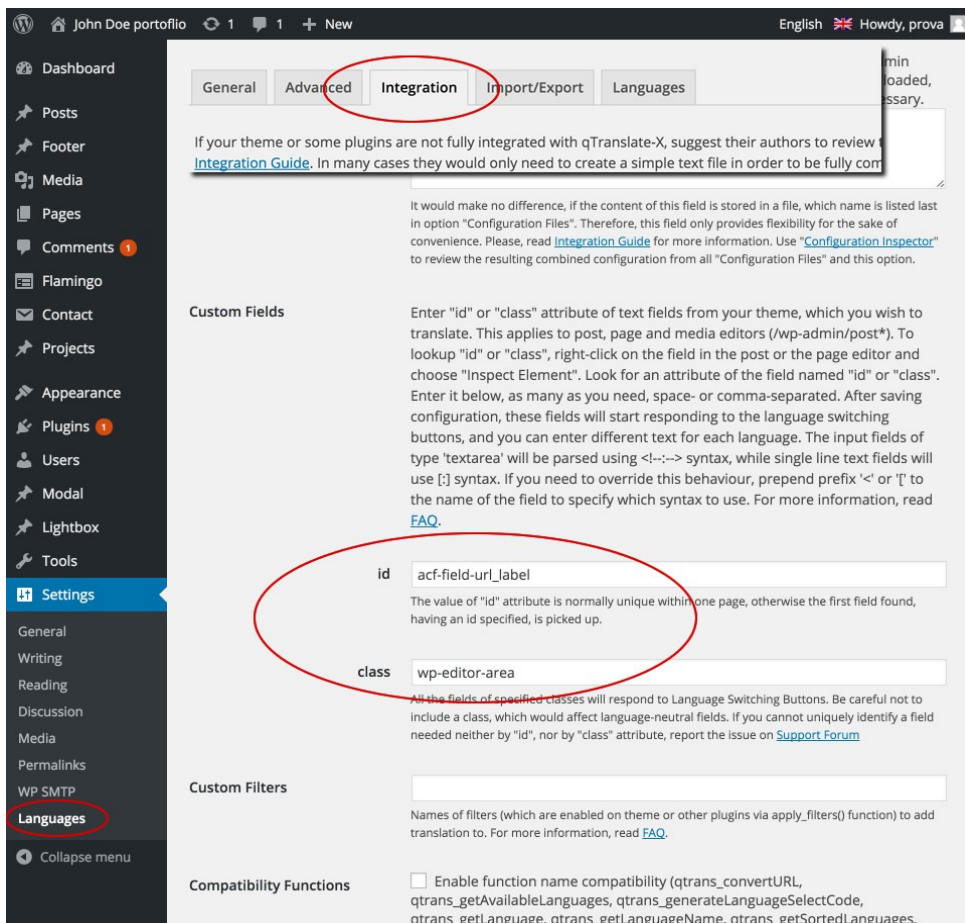 John Doe portoflio 1 1 + New English Howdy, prova
Dashboard
Posts
Footer
Media
Pages
Comments 1
Flamingo
Contact
Projects
Appearance
Plugins 1
Users
Modal
Lightbox
Tools
Settings
General
Writing
Reading
Discussion
Media
Permalinks
WP SMTP
Languages
Collapse menu
General Advanced Integration Import/Export Languages
If your theme or some plugins are not fully integrated with qTranslate-X, suggest their authors to review
Integration Guide. In many cases they would only need to create a simple text file in order to be fully com
It would make no difference, if the content of this field is stored in a file, which name is listed last
in option "Configuration Files". Therefore, this field only provides flexibility for the sake of
convenience. Please, read Integration Guide for more information. Use "Configuration Inspector"
to review the resulting combined configuration from all "Configuration Files" and this option.
Custom Fields
Enter "id" or "class" attribute of text fields from your theme, which you wish to
translate. This applies to post, page and media editors (/wp-admin/post*). To
lookup "id" or "class", right-click on the field in the post or the page editor and
choose "Inspect Element". Look for an attribute of the field named "id" or "class".
Enter it below, as many as you need, space- or comma-separated. After saving
configuration, these fields will start responding to the language switching
buttons, and you can enter different text for each language. The input fields of
type 'textarea' will be parsed using <!--:--> syntax, while single line text fields will
use [:] syntax. If you need to override this behaviour, prepend prefix '<' or '[' to
the name of the field to specify which syntax to use. For more information, read
FAQ.
id acf-field-url_label
The value of "id" attribute is normally unique within one page, otherwise the first field found,
having an id specified, is picked up.
class wp-editor-area
All the fields of specified classes will respond to Language Switching Buttons. Be careful not to
include a class, which would affect language-neutral fields. If you cannot uniquely identify a field
needed neither by "id", nor by "class" attribute, report the issue on Support Forum
Custom Filters
Names of filters (which are enabled on theme or other plugins via apply_filters() function) to add
translation to. For more information, read FAQ.
Compatibility Functions
Enable function name compatibility (qtrans_convertURL,
qtrans_getAvailableLanguages, qtrans_generateLanguageSelectCode,
qtrans_getLanguage, qtrans_getLanguageName, qtrans_getSortedLanguages,